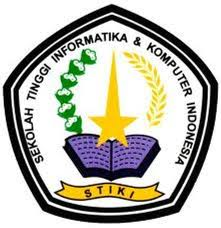 SEKOLAH TINGGI INFORMATIKA & KOMPUTER INDONESIA
STIKI